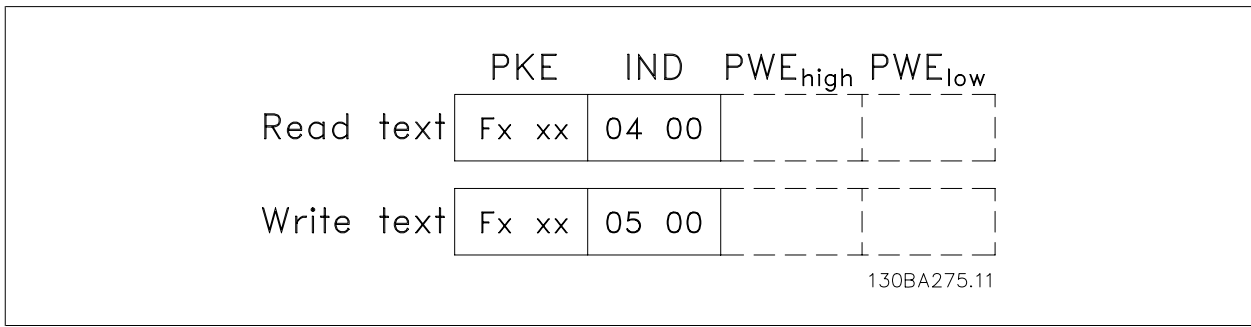 PKE IND PWEhigh PWElow
Read text Fx xx 04 00
Write text Fx xx 05 00
130BA275.11